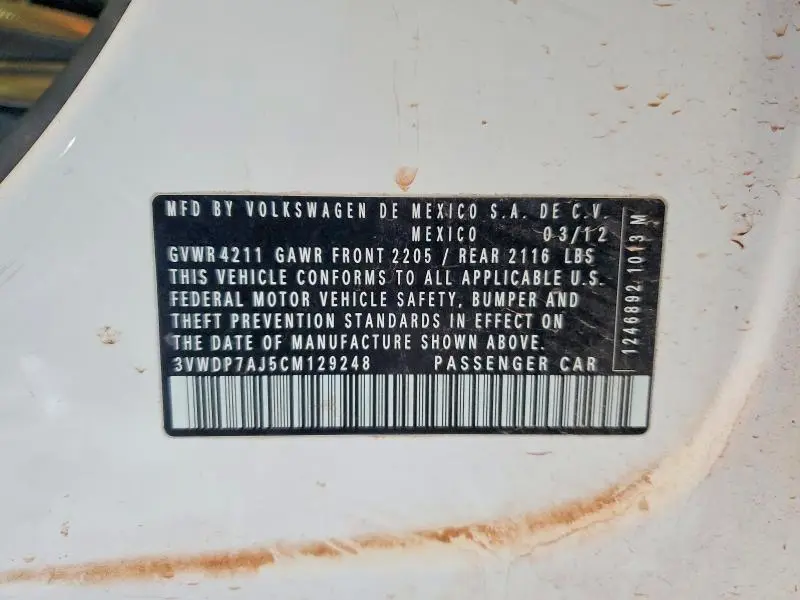 MFD BY VOLKSWAGEN DE MEXICO S.A. DE C.V.
MEXICO 03/12
GVWR 4211 GAWR FRONT 2205 / REAR 2116 LBS
THIS VEHICLE CONFORMS TO ALL APPLICABLE U.S.
FEDERAL MOTOR VEHICLE SAFETY, BUMPER AND
THEFT PREVENTION STANDARDS IN EFFECT ON
THE DATE OF MANUFACTURE SHOWN ABOVE.
3VWDP7AJ5CM129248 PASSENGER CAR
1246892 1013 M